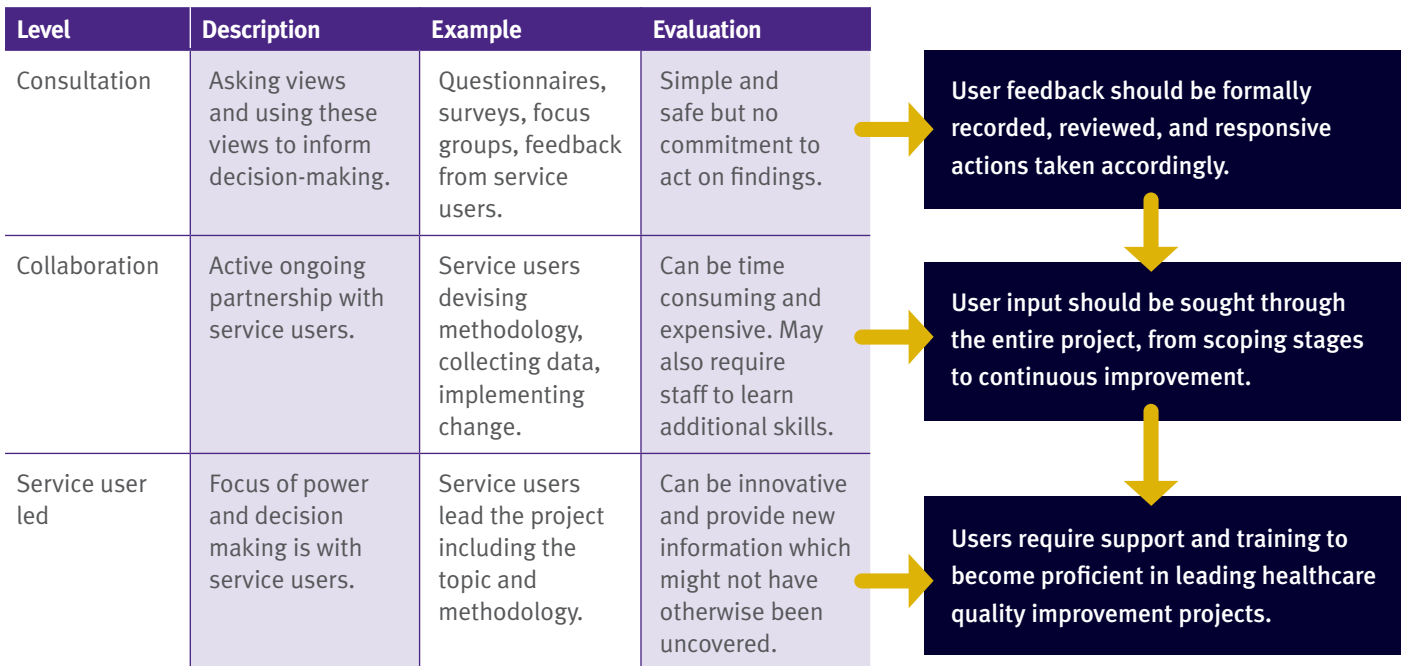 Level
Description
Example
Evaluation
Consultation
Asking views
and using these
views to inform
decision-making.
Questionnaires,
surveys, focus
groups, feedback
from service
users.
Simple and
safe but no
commitment to
act on findings.
User feedback should be formally
recorded, reviewed, and responsive
actions taken accordingly.
Collaboration
Active ongoing
partnership with
service users.
Service users
devising
methodology,
collecting data,
implementing
change.
Can be time
consuming and
expensive. May
also require
staff to learn
additional skills.
User input should be sought through
the entire project, from scoping stages
to continuous improvement.
Service user
led
Focus of power
and decision
making is with
service users.
Service users
lead the project
including the
topic and
methodology.
Can be innovative
and provide new
information which
might not have
otherwise been
uncovered.
Users require support and training to
become proficient in leading healthcare
quality improvement projects.